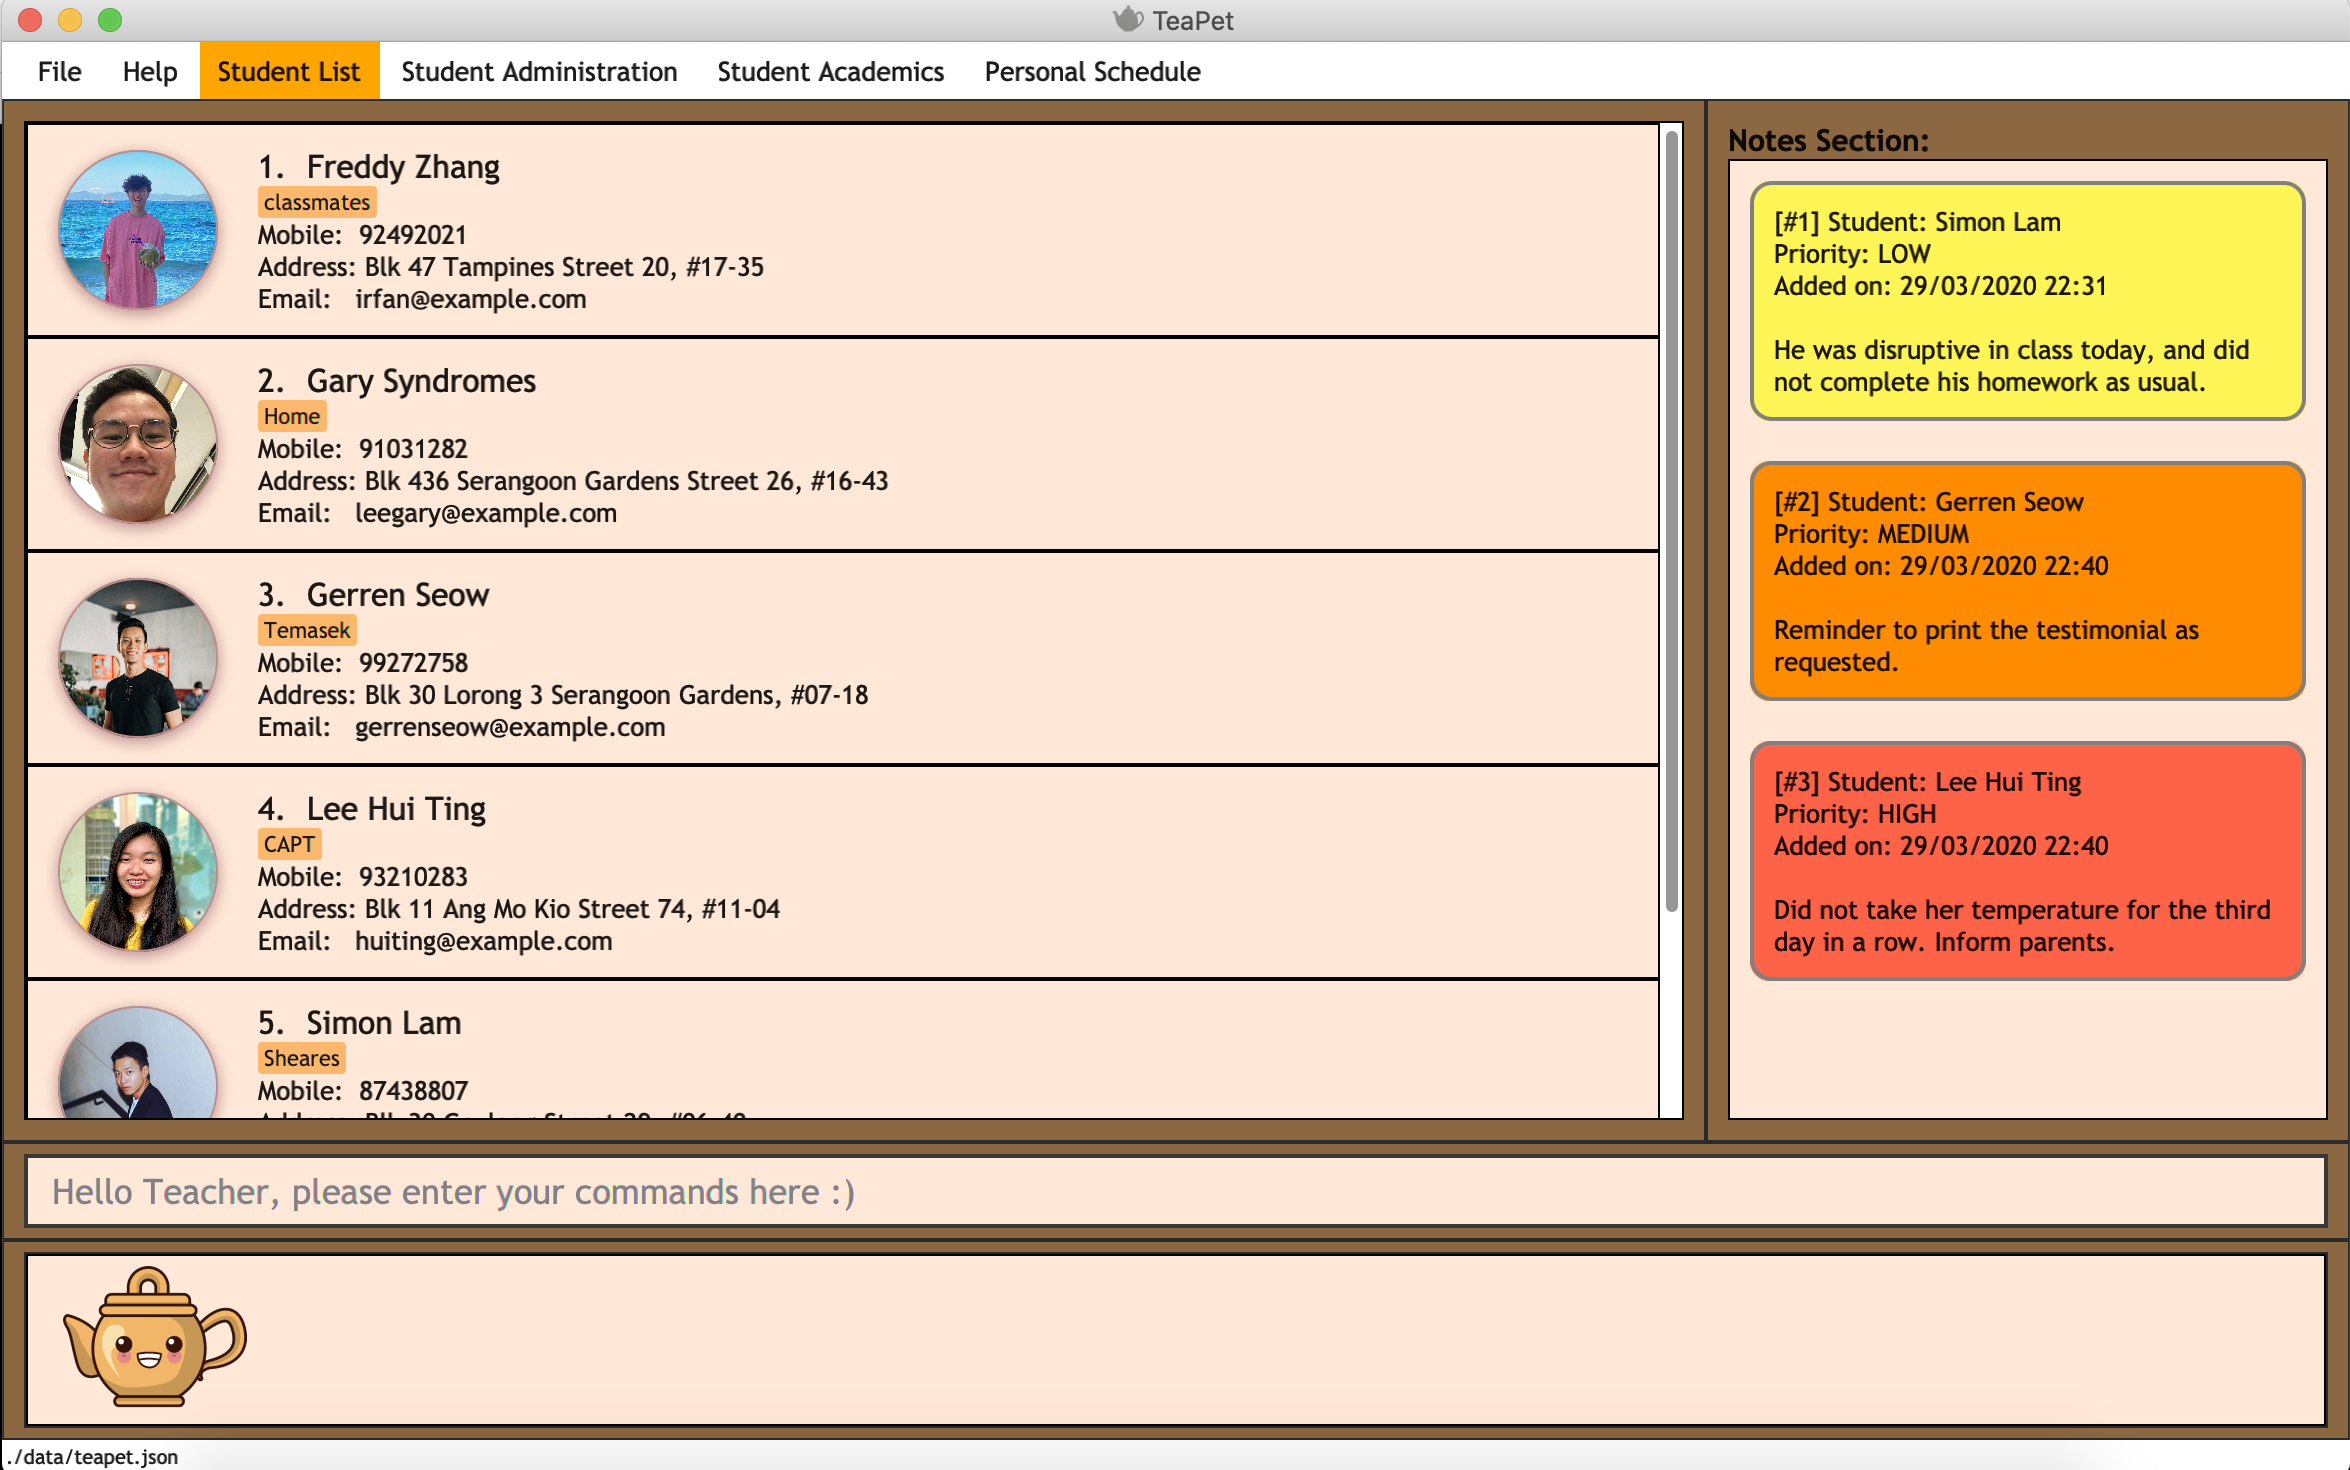 TeaPet
File Help Student List Student Administration Student Academics Personal Schedule
1. Freddy Zhang
classmates
Mobile: 92492021
Address: Blk 47 Tampines Street 20, #17-35
Email: irfan@example.com
2. Gary Syndromes
Home
Mobile: 91031282
Address: Blk 436 Serangoon Gardens Street 26, #16-43
Email: leegary@example.com
3. Gerren Seow
Temasek
Mobile: 99272758
Address: Blk 30 Lorong 3 Serangoon Gardens, #07-18
Email: gerrenseow@example.com
4. Lee Hui Ting
CAPT
Mobile: 93210283
Address: Blk 11 Ang Mo Kio Street 74, #11-04
Email: huiting@example.com
5. Simon Lam
Sheares
Mobile: 87438807
Notes Section:
[#1] Student: Simon Lam
Priority: LOW
Added on: 29/03/2020 22:31
He was disruptive in class today, and did
not complete his homework as usual.
[#2] Student: Gerren Seow
Priority: MEDIUM
Added on: 29/03/2020 22:40
Reminder to print the testimonial as
requested.
[#3] Student: Lee Hui Ting
Priority: HIGH
Added on: 29/03/2020 22:40
Did not take her temperature for the third
day in a row. Inform parents.
Hello Teacher, please enter your commands here :)
./data/teapet.json